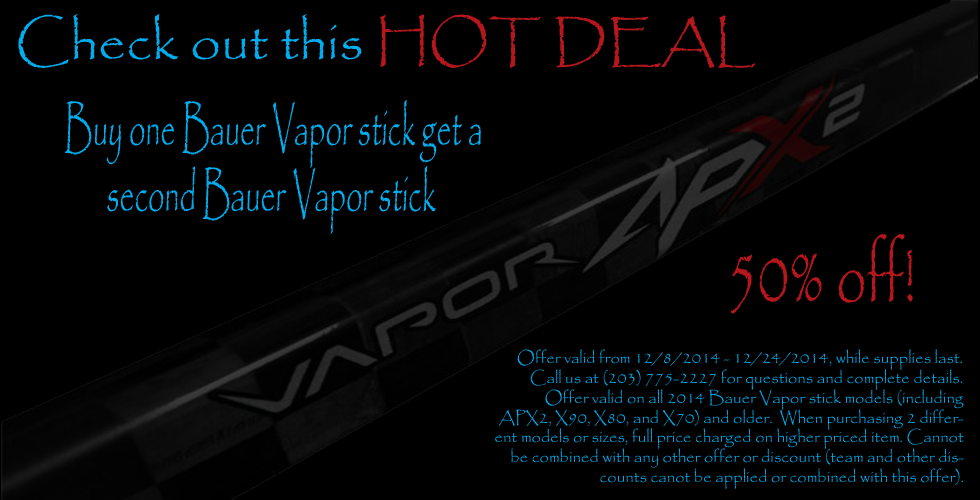 Check out this HOT DEAL
Buy one Bauer Vapor stick get a
second Bauer Vapor stick
VAPOR APX2
50% off!
Offer valid from 12/8/2014 - 12/24/2014, while supplies last.
Call us at (203) 775-2227 for questions and complete details.
Offer valid on all 2014 Bauer Vapor stick models (including
APX2, X90, X80, and X70) and older. When purchasing 2 differ-
ent models or sizes, full price charged on higher priced item. Cannot
be combined with any other offer or discount (team and other dis-
counts canot be applied or combined with this offer).